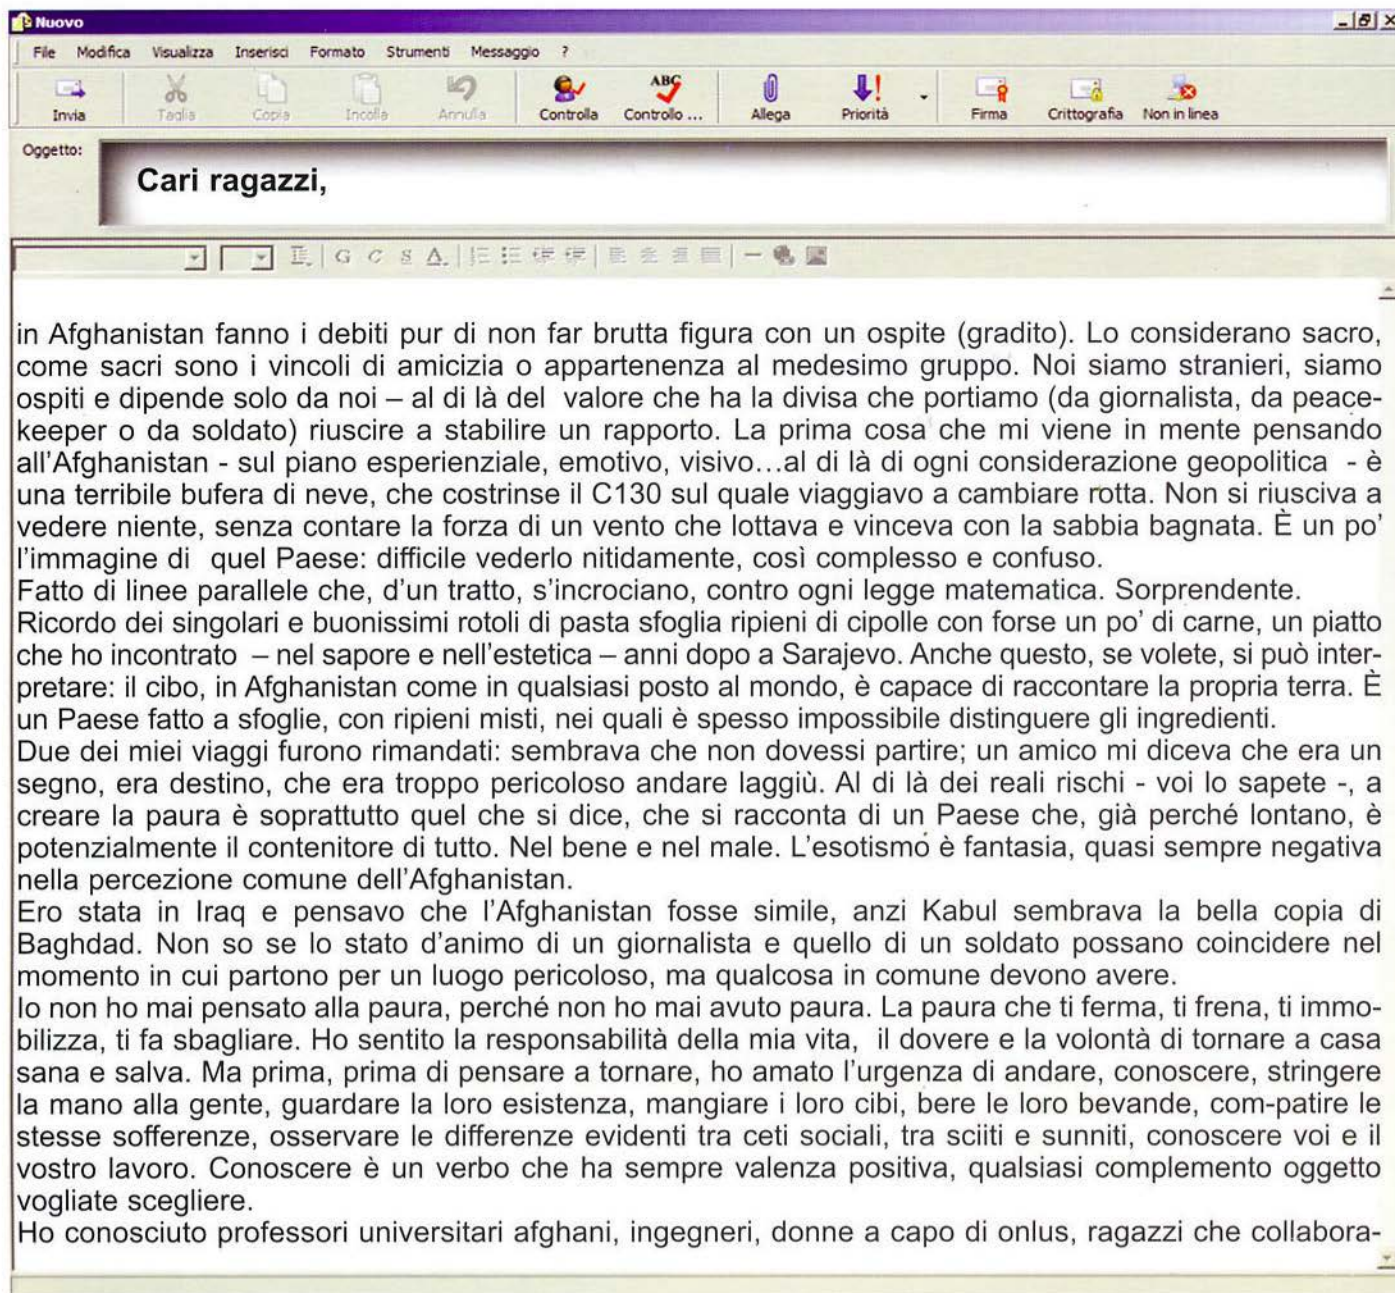 Nuovo
File Modifica Visualizza Inserisci Formato Strumenti Messaggio ?
Invia Taglia Copia Incolla Annulla Controlla ABC Controllo ... Allega Priorità Firma Crittografia Non in linea
Oggetto:
Cari ragazzi,
G C S A
in Afghanistan fanno i debiti pur di non far brutta figura con un ospite (gradito). Lo considerano sacro,
come sacri sono i vincoli di amicizia o appartenenza al medesimo gruppo. Noi siamo stranieri, siamo
ospiti e dipende solo da noi – al di là del valore che ha la divisa che portiamo (da giornalista, da peace-
keeper o da soldato) riuscire a stabilire un rapporto. La prima cosa che mi viene in mente pensando
all'Afghanistan - sul piano esperienziale, emotivo, visivo…al di là di ogni considerazione geopolitica - è
una terribile bufera di neve, che costrinse il C130 sul quale viaggiavo a cambiare rotta. Non si riusciva a
vedere niente, senza contare la forza di un vento che lottava e vinceva con la sabbia bagnata. È un po'
l'immagine di quel Paese: difficile vederlo nitidamente, così complesso e confuso.
Fatto di linee parallele che, d'un tratto, s'incrociano, contro ogni legge matematica. Sorprendente.
Ricordo dei singolari e buonissimi rotoli di pasta sfoglia ripieni di cipolle con forse un po' di carne, un piatto
che ho incontrato – nel sapore e nell'estetica – anni dopo a Sarajevo. Anche questo, se volete, si può inter-
pretare: il cibo, in Afghanistan come in qualsiasi posto al mondo, è capace di raccontare la propria terra. È
un Paese fatto a sfoglie, con ripieni misti, nei quali è spesso impossibile distinguere gli ingredienti.
Due dei miei viaggi furono rimandati: sembrava che non dovessi partire; un amico mi diceva che era un
segno, era destino, che era troppo pericoloso andare laggiù. Al di là dei reali rischi - voi lo sapete -, a
creare la paura è soprattutto quel che si dice, che si racconta di un Paese che, già perché lontano, è
potenzialmente il contenitore di tutto. Nel bene e nel male. L'esotismo è fantasia, quasi sempre negativa
nella percezione comune dell'Afghanistan.
Ero stata in Iraq e pensavo che l'Afghanistan fosse simile, anzi Kabul sembrava la bella copia di
Baghdad. Non so se lo stato d'animo di un giornalista e quello di un soldato possano coincidere nel
momento in cui partono per un luogo pericoloso, ma qualcosa in comune devono avere.
Io non ho mai pensato alla paura, perché non ho mai avuto paura. La paura che ti ferma, ti frena, ti immo-
bilizza, ti fa sbagliare. Ho sentito la responsabilità della mia vita, il dovere e la volontà di tornare a casa
sana e salva. Ma prima, prima di pensare a tornare, ho amato l'urgenza di andare, conoscere, stringere
la mano alla gente, guardare la loro esistenza, mangiare i loro cibi, bere le loro bevande, com-patire le
stesse sofferenze, osservare le differenze evidenti tra ceti sociali, tra sciiti e sunniti, conoscere voi e il
vostro lavoro. Conoscere è un verbo che ha sempre valenza positiva, qualsiasi complemento oggetto
vogliate scegliere.
Ho conosciuto professori universitari afghani, ingegneri, donne a capo di onlus, ragazzi che collabora-